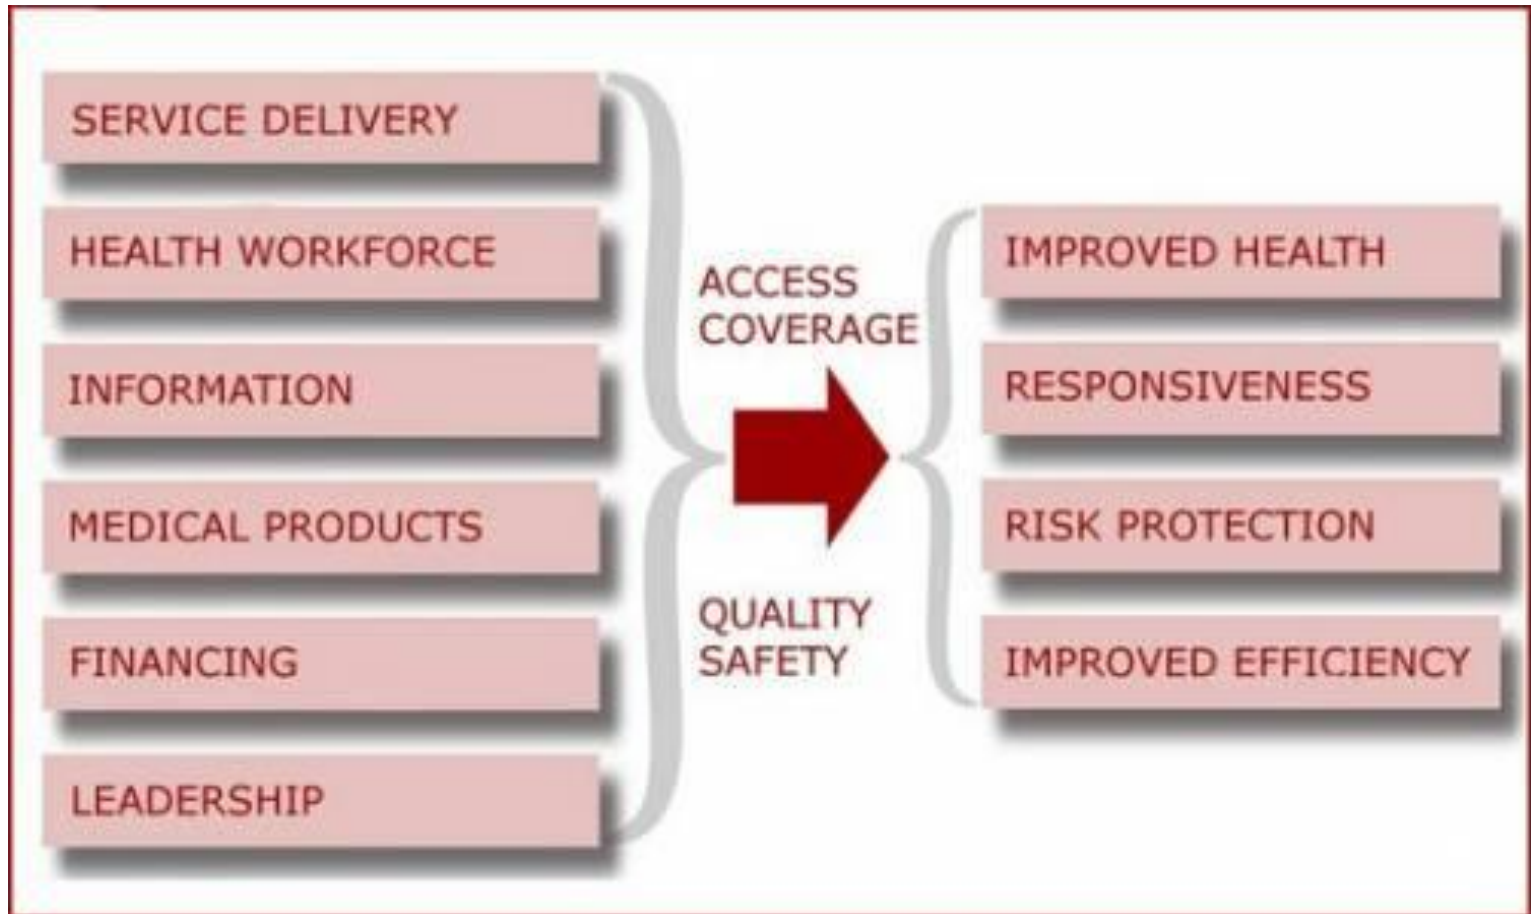 SERVICE DELIVERY
HEALTH WORKFORCE
INFORMATION
MEDICAL PRODUCTS
FINANCING
LEADERSHIP
ACCESS
COVERAGE
QUALITY
SAFETY
IMPROVED HEALTH
RESPONSIVENESS
RISK PROTECTION
IMPROVED EFFICIENCY